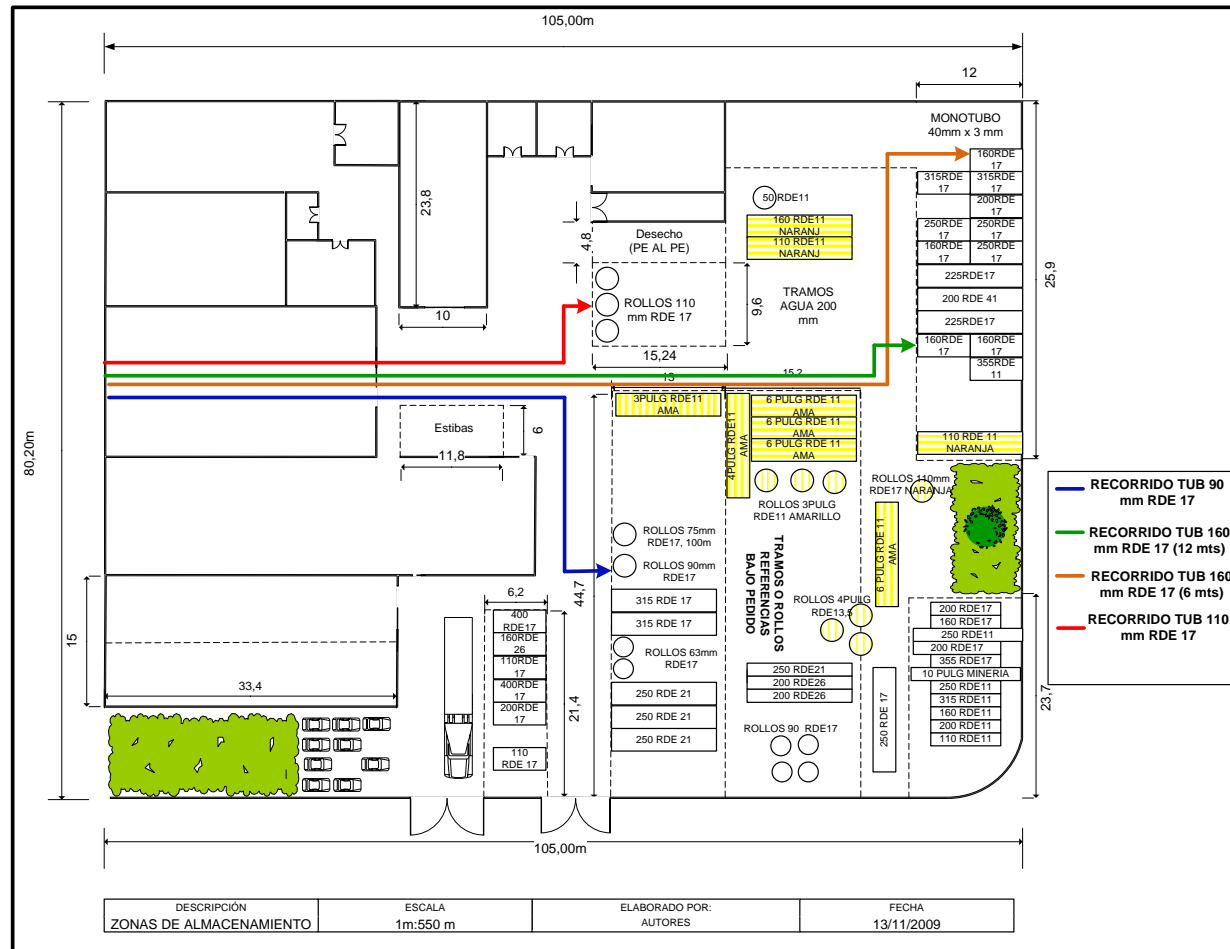 105,00m
12
MONOTUBO
40mm x 3 mm
160RDE
17
315RDE
17
315RDE
17
200RDE
17
250RDE
17
250RDE
17
160RDE
17
250RDE
17
225RDE17
200 RDE 41
225RDE17
160RDE
17
160RDE
17
355RDE
11
110 RDE 11
NARANJA
25,9
23,8
10
4,8
Desecho
(PE AL PE)
ROLLOS 110
mm RDE 17
9,6
15,24
50 RDE11
160 RDE11
NARANJ
110 RDE11
NARANJ
TRAMOS
AGUA 200
mm
80,20m
13
15,2
3PULG RDE11
AMA
4PULG RDE11
AMA
6 PULG RDE 11
AMA
6 PULG RDE 11
AMA
6 PULG RDE 11
AMA
Estibas
6
11,8
ROLLOS 3PULG
RDE11 AMARILLO
ROLLOS 110mm
RDE17 NARANJA
6 PULG RDE 11
AMA
ROLLOS 75mm
RDE17, 100m
ROLLOS 90mm
RDE17
44,7
TRAMOS O ROLLOS
REFERENCIAS
BAJO PEDIDO
315 RDE 17
315 RDE 17
ROLLOS 63mm
RDE17
250 RDE 21
250 RDE 21
250 RDE 21
ROLLOS 4PULG
RDE13,5
250 RDE21
200 RDE26
200 RDE26
ROLLOS 90 RDE17
250 RDE 17
200 RDE17
160 RDE17
250 RDE11
200 RDE17
355 RDE17
10 PULG MINERIA
250 RDE11
315 RDE11
160 RDE11
200 RDE11
110 RDE11
23,7
15
33,4
6,2
400
RDE17
160RDE
26
110RDE
17
400RDE
17
200RDE
17
110
RDE 17
21,4
105,00m
RECORRIDO TUB 90
mm RDE 17
RECORRIDO TUB 160
mm RDE 17 (12 mts)
RECORRIDO TUB 160
mm RDE 17 (6 mts)
RECORRIDO TUB 110
mm RDE 17
DESCRIPCIÓN
ZONAS DE ALMACENAMIENTO
ESCALA
1m:550 m
ELABORADO POR:
AUTORES
FECHA
13/11/2009